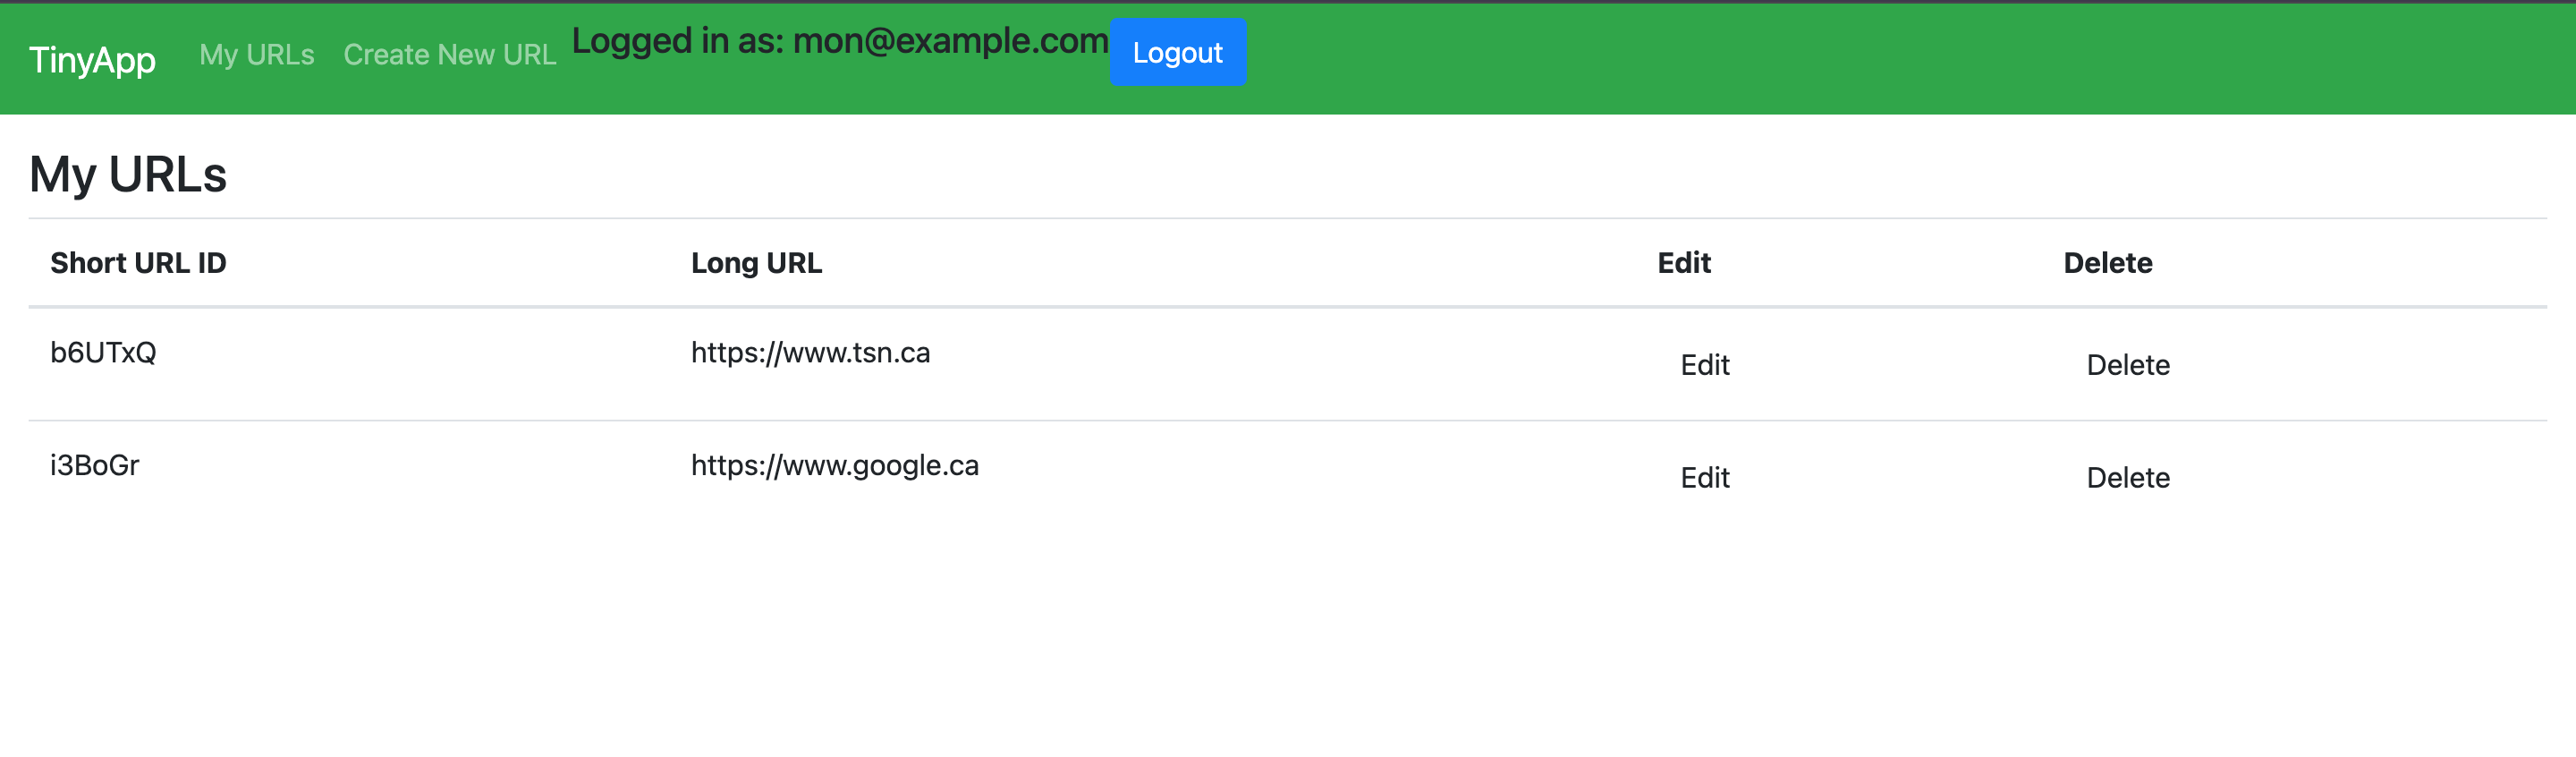 TinyApp My URLs Create New URL Logged in as: mon@example.com Logout
My URLs
Short URL ID Long URL Edit Delete
b6UTxQ https://www.tsn.ca Edit Delete
i3BoGr https://www.google.ca Edit Delete